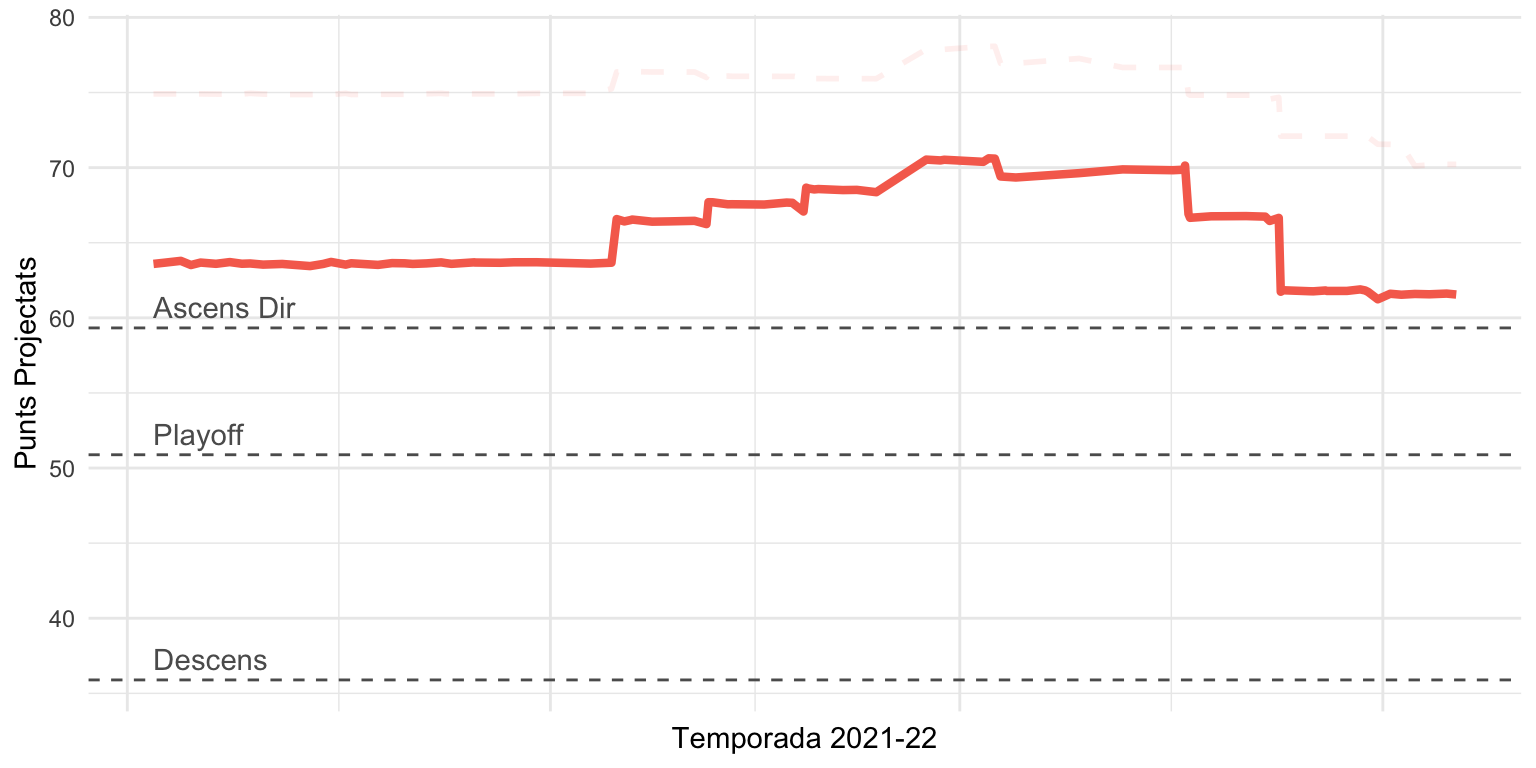 80
70
60
50
40
Punts Projectats
Ascens Dir
Playoff
Descens
Temporada 2021-22